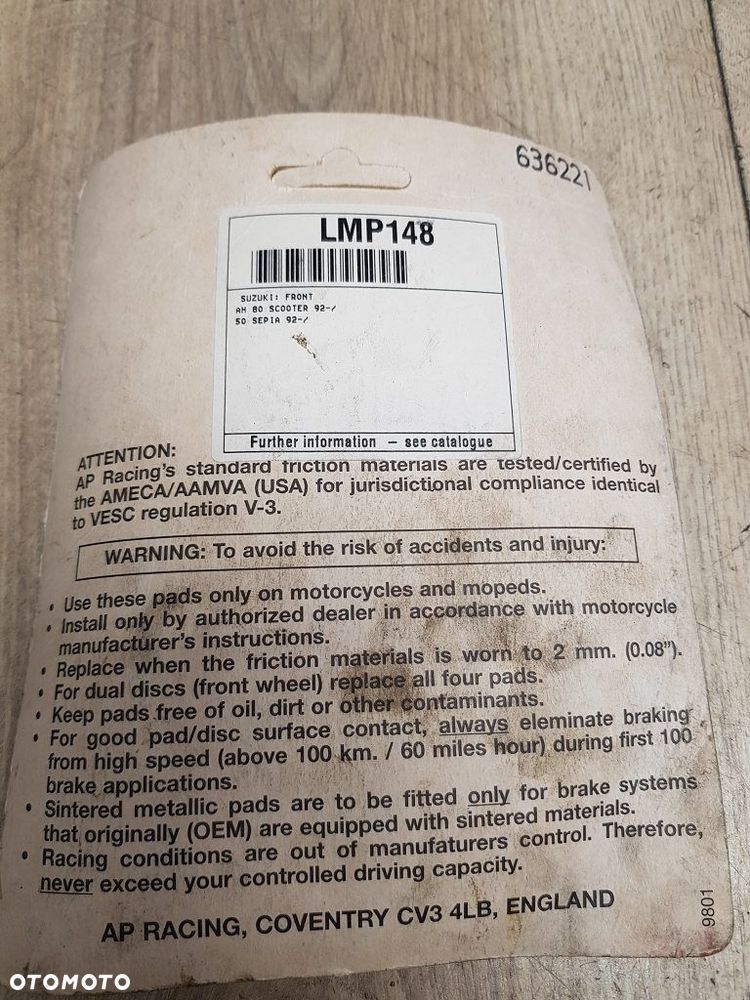 636221
LMP148
SUZUKI: FRONT
AH 80 SCOOTER 92-/
50 SEPIA 92-/
Further information – see catalogue
ATTENTION:
AP Racing's standard friction materials are tested/certified by
the AMECA/AAMVA (USA) for jurisdictional compliance identical
to VESC regulation V-3.
WARNING: To avoid the risk of accidents and injury:
• Use these pads only on motorcycles and mopeds.
• Install only by authorized dealer in accordance with motorcycle
manufacturer's instructions.
• Replace when the friction materials is worn to 2 mm. (0.08").
• For dual discs (front wheel) replace all four pads.
• Keep pads free of oil, dirt or other contaminants.
• For good pad/disc surface contact, always eleminate braking
from high speed (above 100 km. / 60 miles hour) during first 100
brake applications.
• Sintered metallic pads are to be fitted only for brake systems
that originally (OEM) are equipped with sintered materials.
• Racing conditions are out of manufaturers control. Therefore,
never exceed your controlled driving capacity.
AP RACING, COVENTRY CV3 4LB, ENGLAND
9801
OTOMOTO